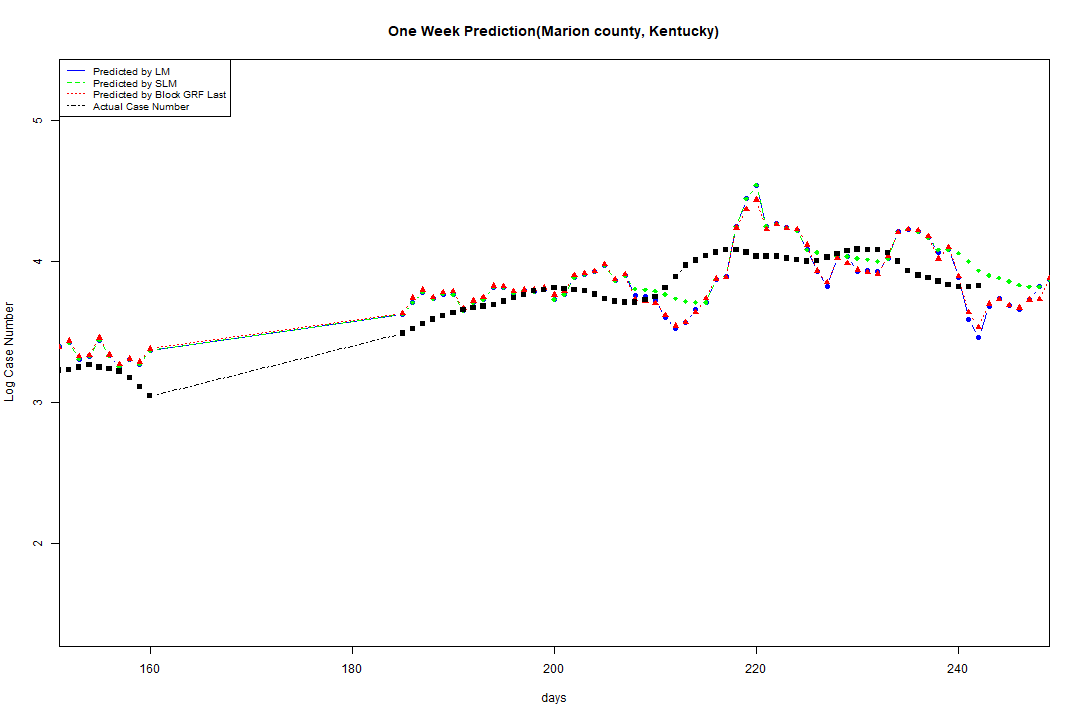 One Week Prediction(Marion county, Kentucky)
Predicted by LM
Predicted by SLM
Predicted by Block GRF Last
Actual Case Number
5
4
3
2
Log Case Number
160
180
200
220
240
days